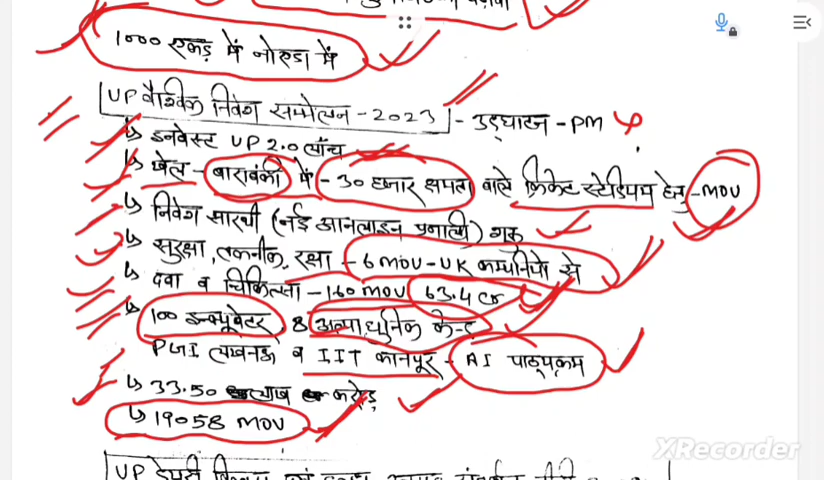 1000 एकड़ में नोएडा में
UP वैश्विक निवेश सम्मेलन - 2023 - उद्घाटन - PM
↳ इनवेस्ट UP 2.0 लाँच
↳ खेल - बाराबंकी में - 30 हजार क्षमता वाले क्रिकेट स्टेडियम हेतु - MOU
↳ निवेश सारथी (नई आनलाइन प्रणाली) शुरू
↳ सुरक्षा, तकनीक, रक्षा - 6 MOU - UK कम्पनियो से
↳ दवा व चिकित्सा - 160 MOU 63.4 cr
↳ 100 इन्क्यूबेटर, 8 अत्याधुनिक केन्द्र
PGI लखनऊ व IIT कानपुर - AI पाठ्यक्रम
↳ 33.50 लाख करोड़
↳ 19058 MOU
UP
XRecorder